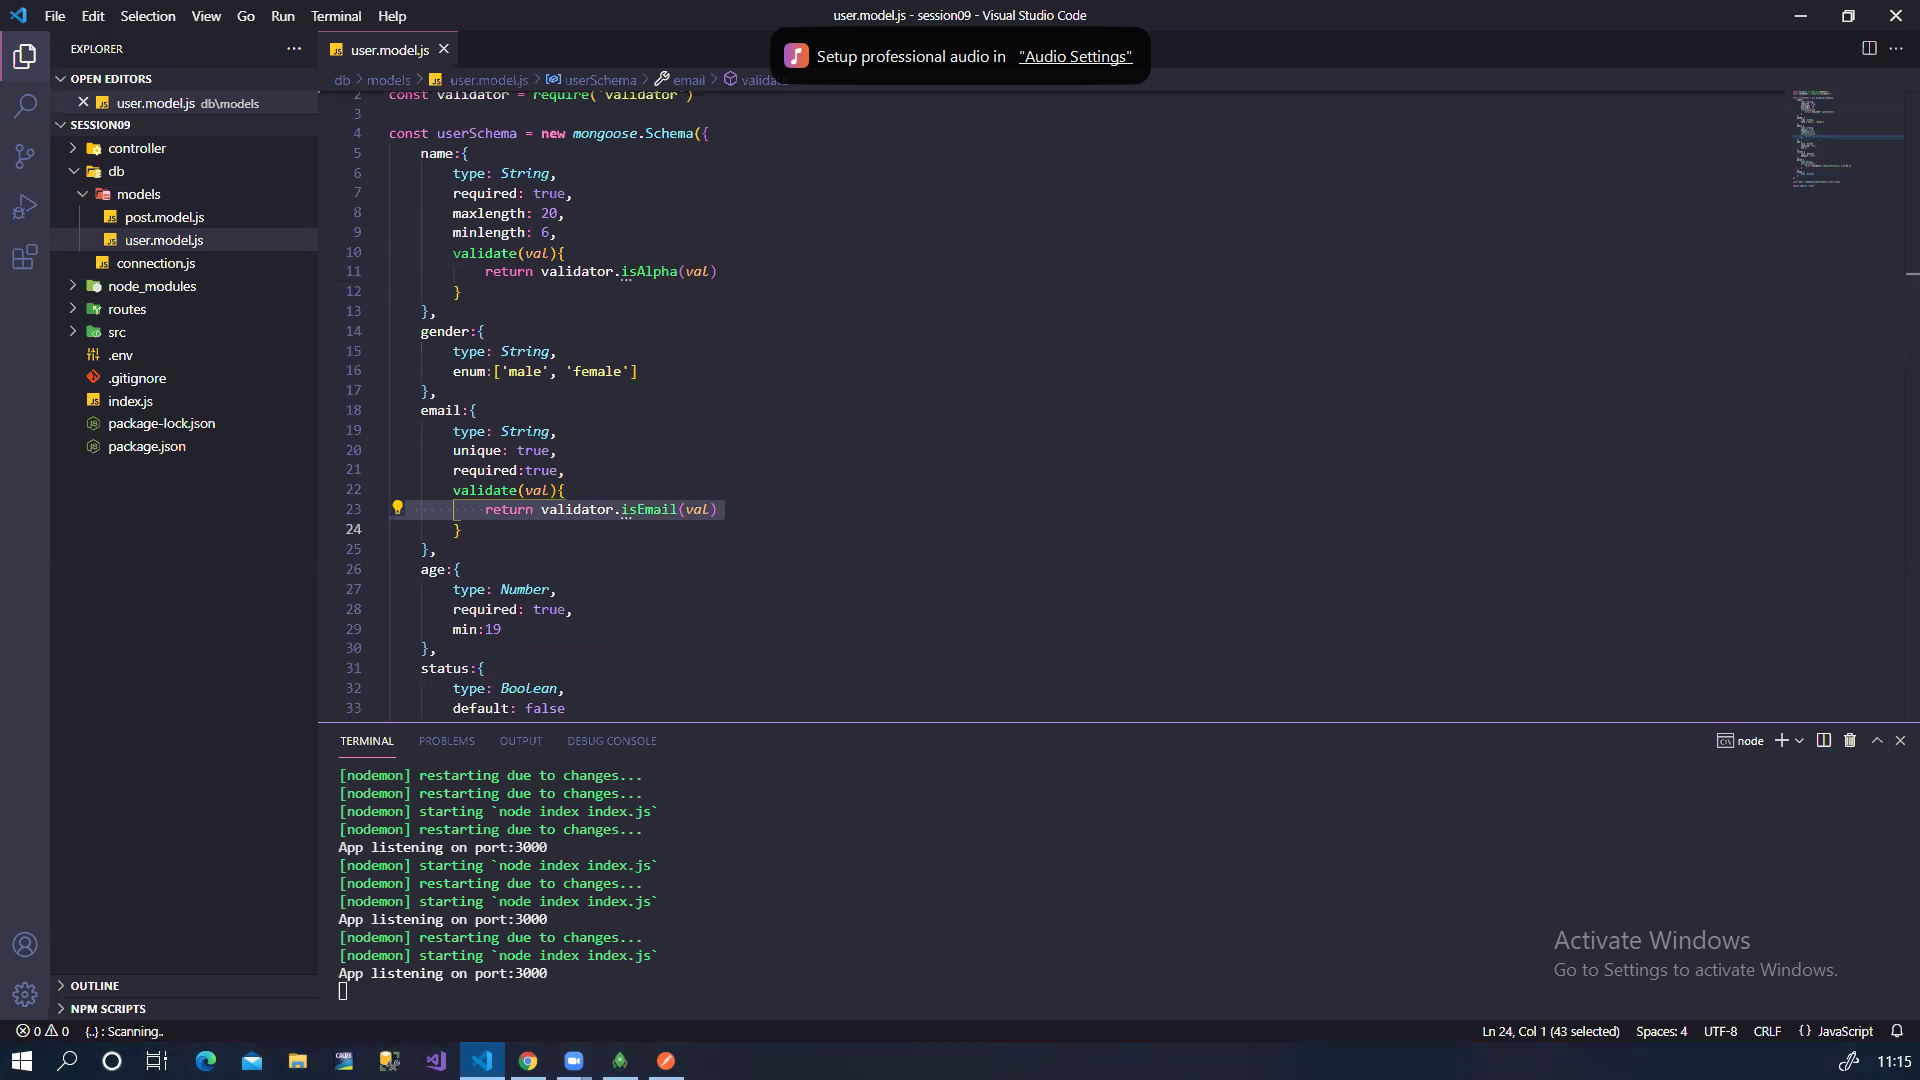 File Edit Selection View Go Run Terminal Help
user.model.js - session09 - Visual Studio Code
EXPLORER
user.model.js
Setup professional audio in "Audio Settings"
OPEN EDITORS
user.model.js db\models
SESSION09
controller
db
models
post.model.js
user.model.js
connection.js
node_modules
routes
src
.env
.gitignore
index.js
package-lock.json
package.json
OUTLINE
NPM SCRIPTS
db > models > user.model.js > userSchema > email > validate
2 const validator = require('validator')
3
4 const userSchema = new mongoose.Schema({
5 name:{
6 type: String,
7 required: true,
8 maxlength: 20,
9 minlength: 6,
10 validate(val){
11 return validator.isAlpha(val)
12 }
13 },
14 gender:{
15 type: String,
16 enum:['male', 'female']
17 },
18 email:{
19 type: String,
20 unique: true,
21 required:true,
22 validate(val){
23 return validator.isEmail(val)
24 }
25 },
26 age:{
27 type: Number,
28 required: true,
29 min:19
30 },
31 status:{
32 type: Boolean,
33 default: false
TERMINAL PROBLEMS OUTPUT DEBUG CONSOLE
node
[nodemon] restarting due to changes...
[nodemon] restarting due to changes...
[nodemon] starting `node index index.js`
[nodemon] restarting due to changes...
App listening on port:3000
[nodemon] starting `node index index.js`
[nodemon] restarting due to changes...
[nodemon] starting `node index index.js`
App listening on port:3000
[nodemon] restarting due to changes...
[nodemon] starting `node index index.js`
App listening on port:3000
Activate Windows
Go to Settings to activate Windows.
0 0 {..} : Scanning..
Ln 24, Col 1 (43 selected) Spaces: 4 UTF-8 CRLF {} JavaScript
11:15